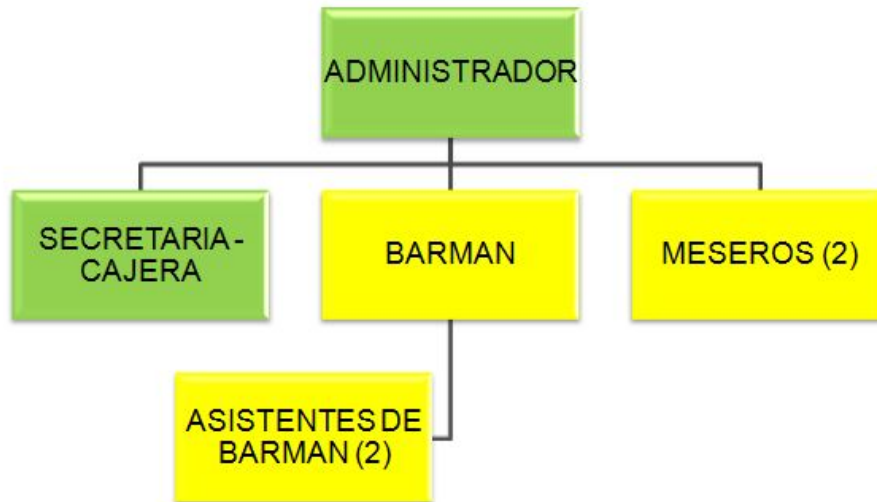 ADMINISTRADOR
SECRETARIA -
CAJERA
BARMAN
MESEROS (2)
ASISTENTES DE
BARMAN (2)